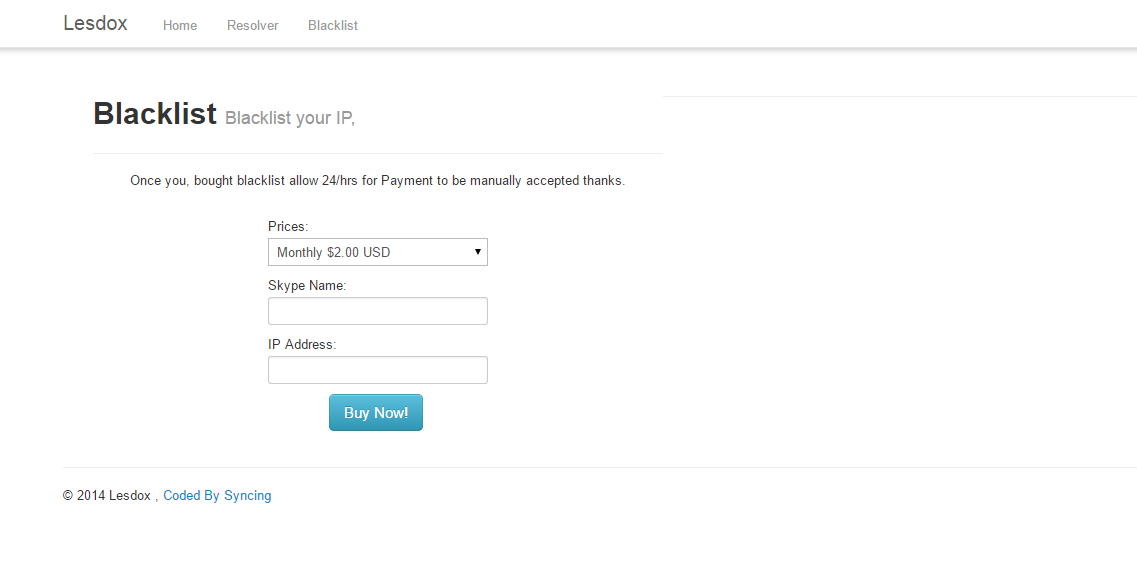 Lesdox Home Resolver Blacklist
Blacklist Blacklist your IP,
Once you, bought blacklist allow 24/hrs for Payment to be manually accepted thanks.
Prices:
Monthly $2.00 USD
Skype Name:
IP Address:
Buy Now!
© 2014 Lesdox , Coded By Syncing